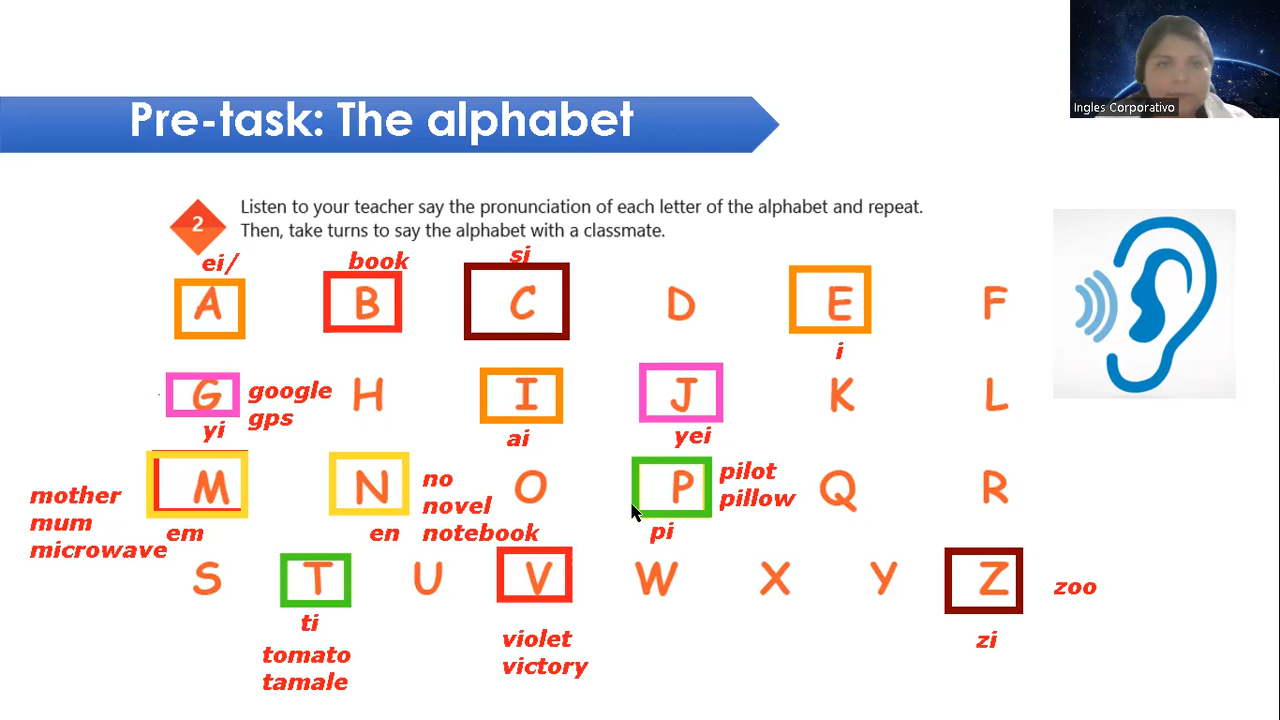 Ingles Corporativo
Pre-task: The alphabet
2
Listen to your teacher say the pronunciation of each letter of the alphabet and repeat.
Then, take turns to say the alphabet with a classmate.
ei/ book si
A B C D E F
i
G google H I J K L
gps
yi ai yei
M N no O P pilot Q R
mother novel pillow
mum notebook
microwave em en pi
S T U V W X Y Z zoo
ti violet zi
tomato victory
tamale